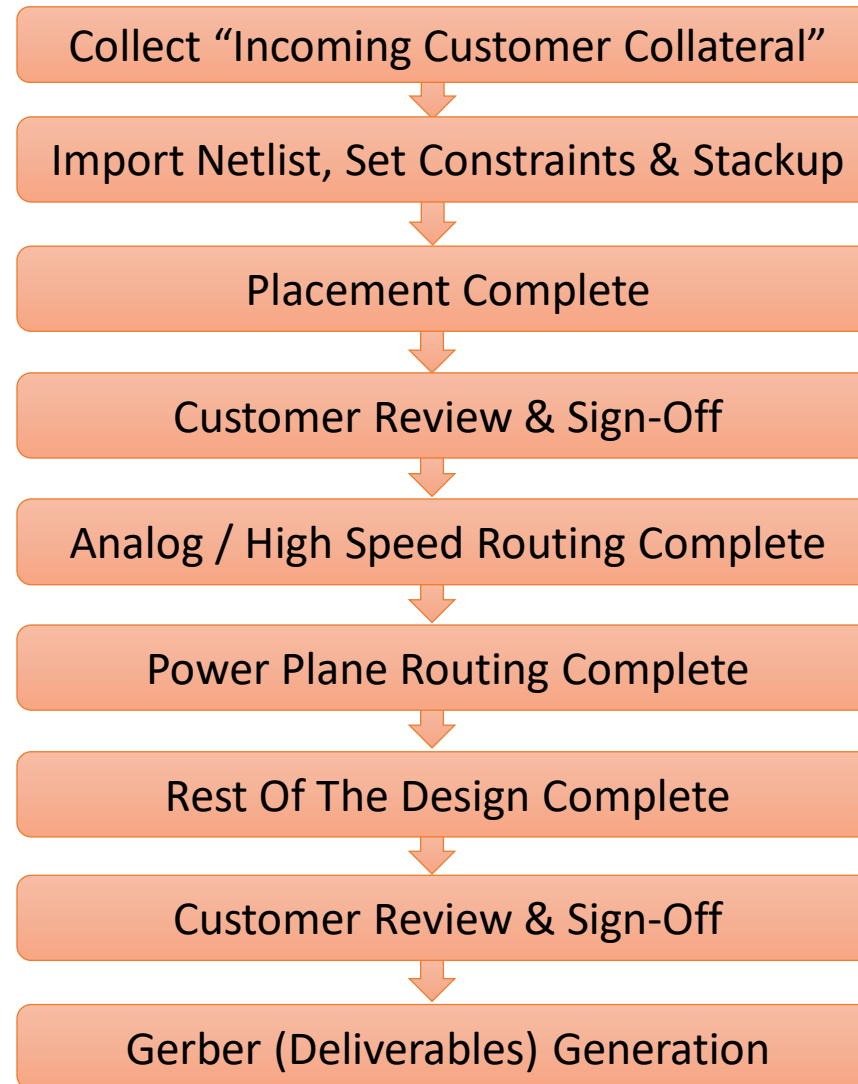 Collect “Incoming Customer Collateral”
Import Netlist, Set Constraints & Stackup
Placement Complete
Customer Review & Sign-Off
Analog / High Speed Routing Complete
Power Plane Routing Complete
Rest Of The Design Complete
Customer Review & Sign-Off
Gerber (Deliverables) Generation